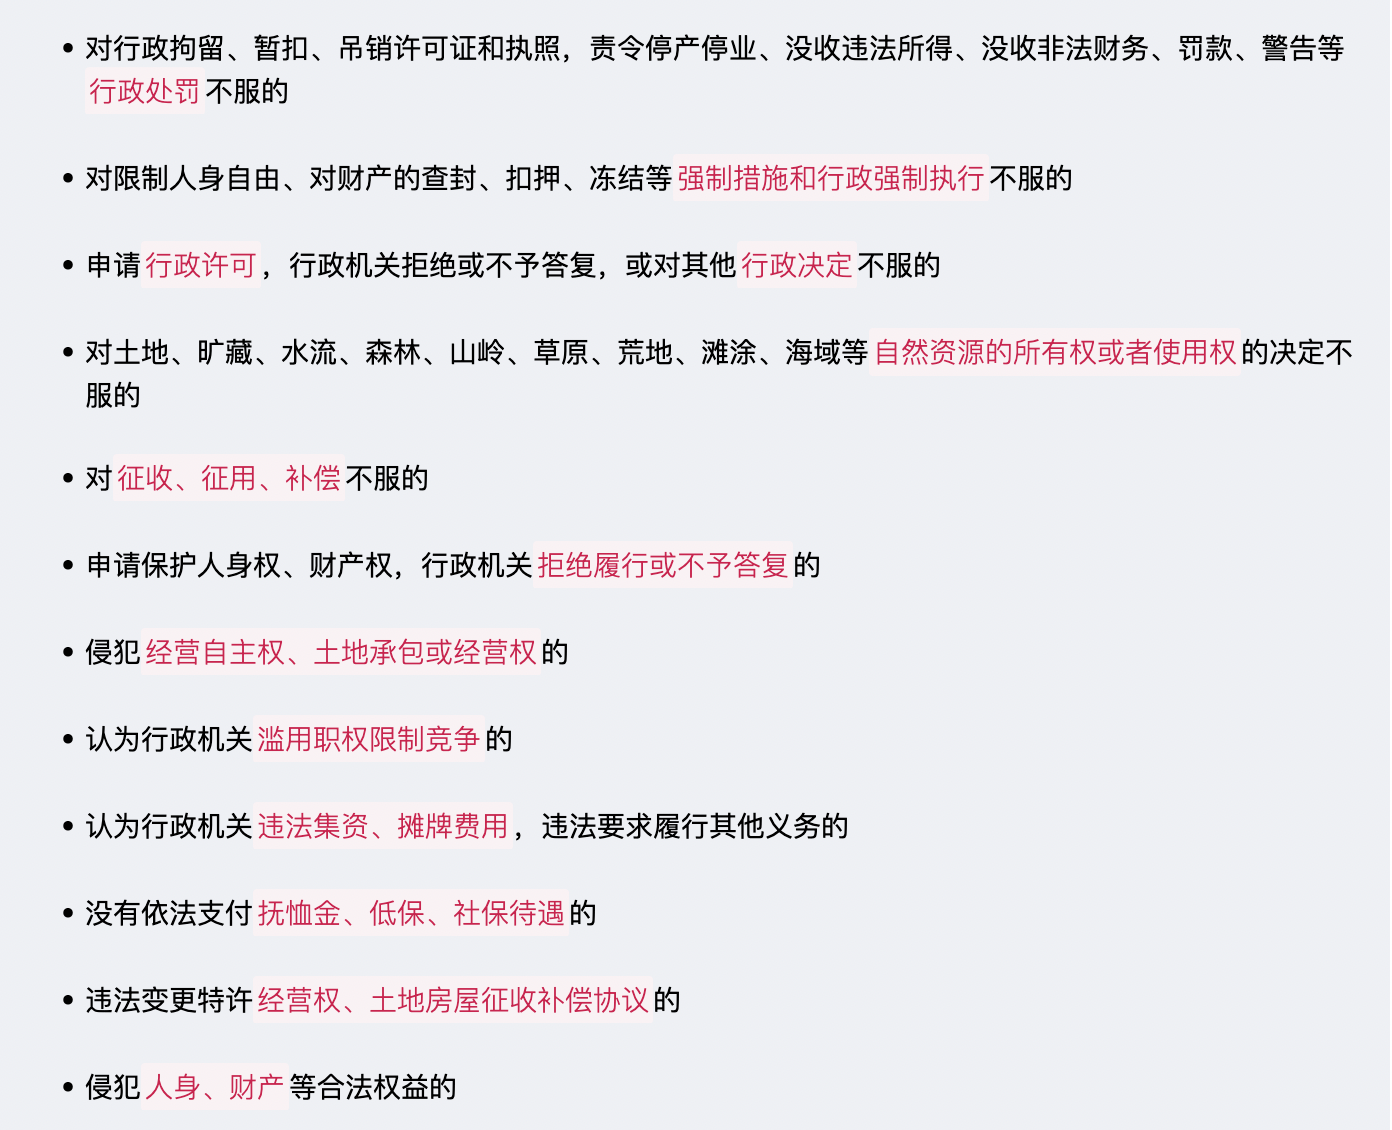 • 对行政拘留、暂扣、吊销许可证和执照，责令停产停业、没收违法所得、没收非法财务、罚款、警告等
行政处罚不服的
• 对限制人身自由、对财产的查封、扣押、冻结等强制措施和行政强制执行不服的
• 申请行政许可，行政机关拒绝或不予答复，或对其他行政决定不服的
• 对土地、旷藏、水流、森林、山岭、草原、荒地、滩涂、海域等自然资源的所有权或者使用权的决定不
服的
• 对征收、征用、补偿不服的
• 申请保护人身权、财产权，行政机关拒绝履行或不予答复的
• 侵犯经营自主权、土地承包或经营权的
• 认为行政机关滥用职权限制竞争的
• 认为行政机关违法集资、摊牌费用，违法要求履行其他义务的
• 没有依法支付抚恤金、低保、社保待遇的
• 违法变更特许经营权、土地房屋征收补偿协议的
• 侵犯人身、财产等合法权益的